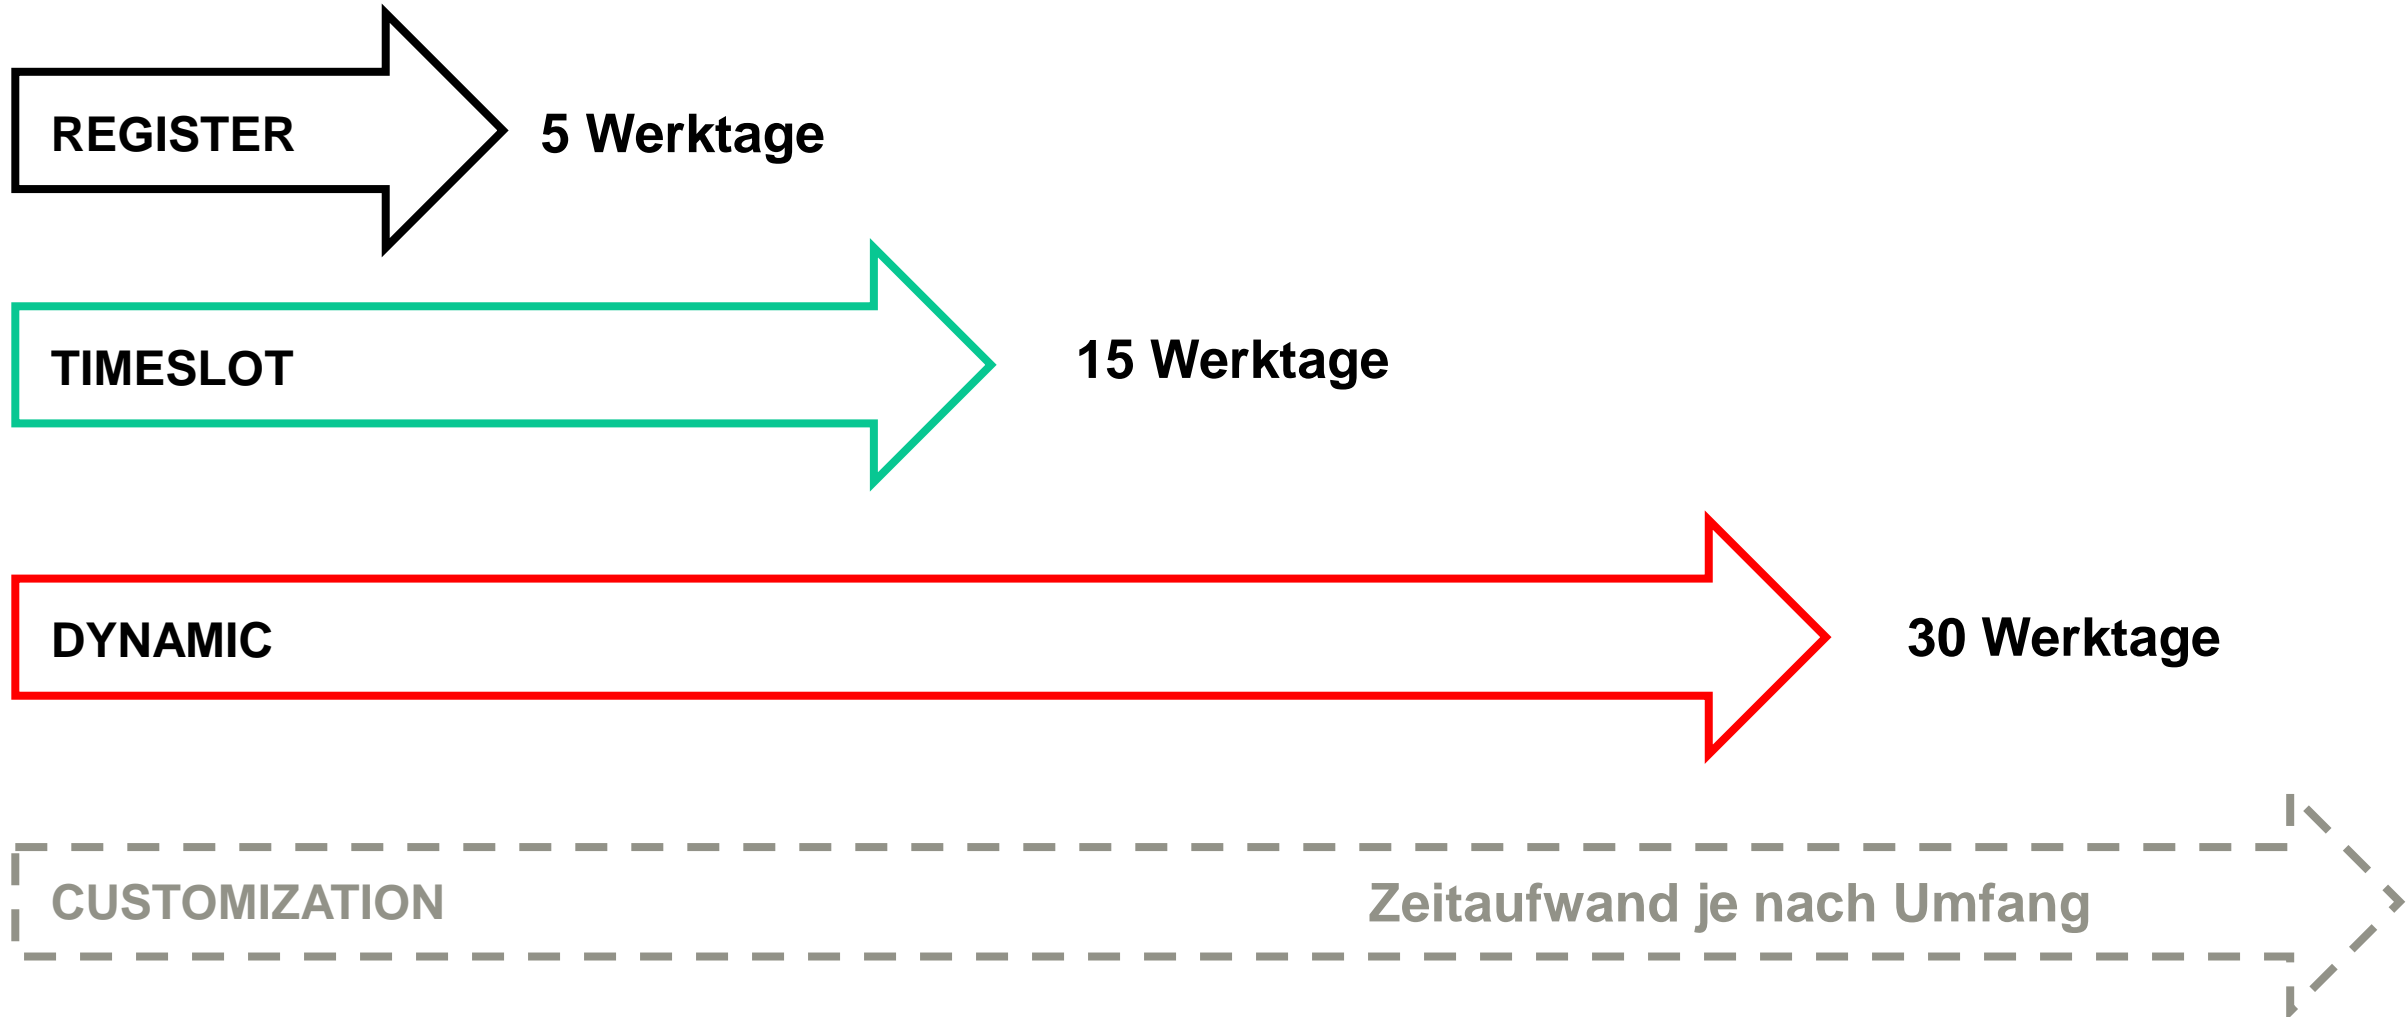 REGISTER
5 Werktage
TIMESLOT
15 Werktage
DYNAMIC
30 Werktage
CUSTOMIZATION
Zeitaufwand je nach Umfang